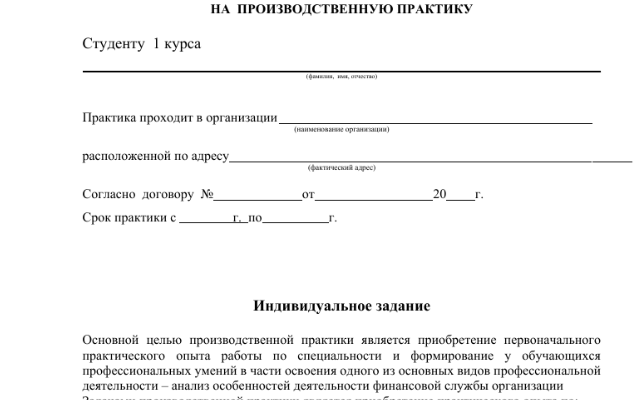 НА ПРОИЗВОДСТВЕННУЮ ПРАКТИКУ
Студенту 1 курса
(фамилия, имя, отчество)
Практика проходит в организации
(наименование организации)
расположенной по адресу
(фактический адрес)
Согласно договору №______________от__________________20____г.
Срок практики с ________г. по__________г.
Индивидуальное задание
Основной целью производственной практики является приобретение первоначального
практического опыта работы по специальности и формирование у обучающихся
профессиональных умений в части освоения одного из основных видов профессиональной
деятельности – анализ особенностей деятельности финансовой службы организации